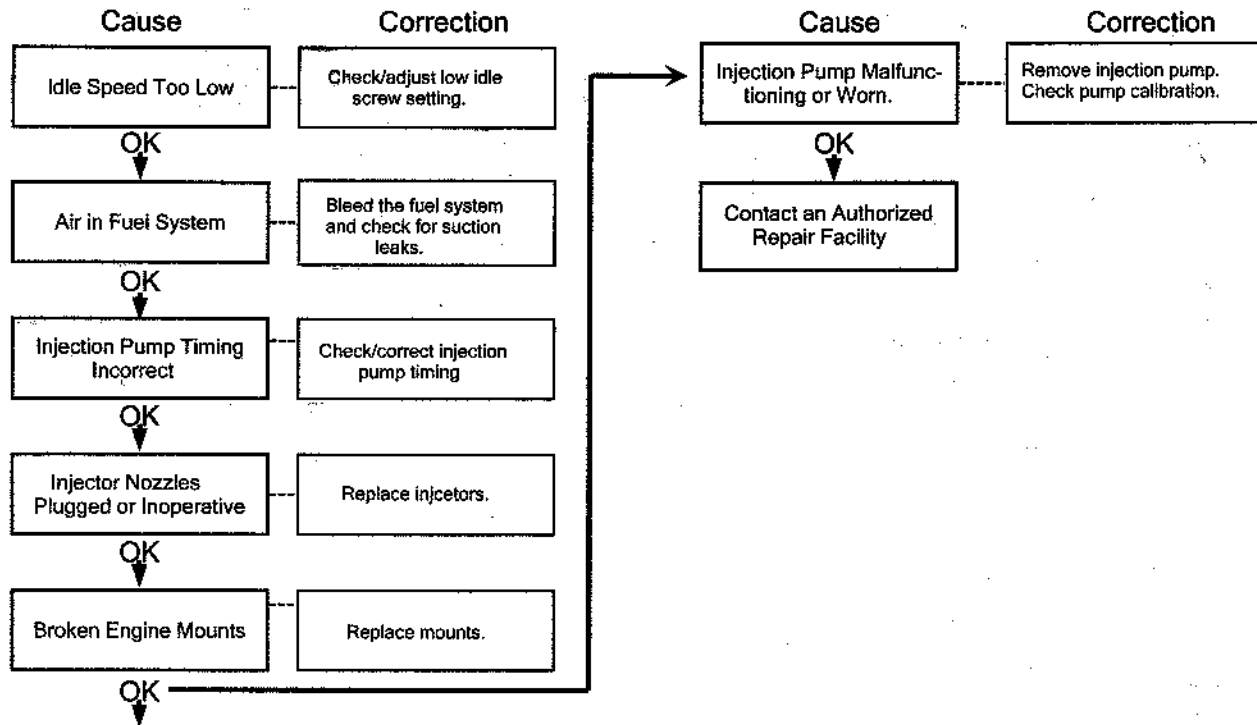 Cause
Correction
Idle Speed Too Low
Check/adjust low idle
screw setting.
OK
Air in Fuel System
Bleed the fuel system
and check for suction
leaks.
OK
Injection Pump Timing
Incorrect
Check/correct injection
pump timing
OK
Injector Nozzles
Plugged or Inoperative
Replace injcetors.
OK
Broken Engine Mounts
Replace mounts.
OK
Cause
Correction
Injection Pump Malfunc-
tioning or Worn.
Remove injection pump.
Check pump calibration.
OK
Contact an Authorized
Repair Facility